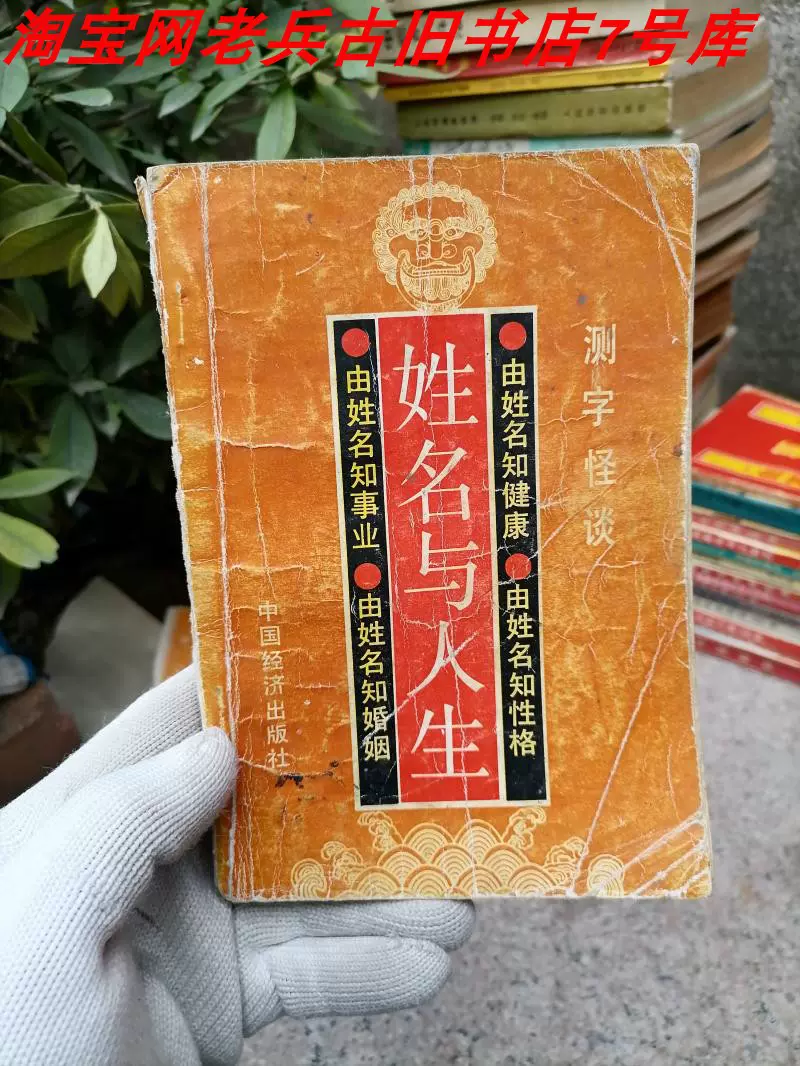 淘宝网老兵古旧书店7号库
测字怪谈
由姓名知健康
由姓名知性格
姓名与人生
由姓名知事业
由姓名知婚姻
中国经济出版社